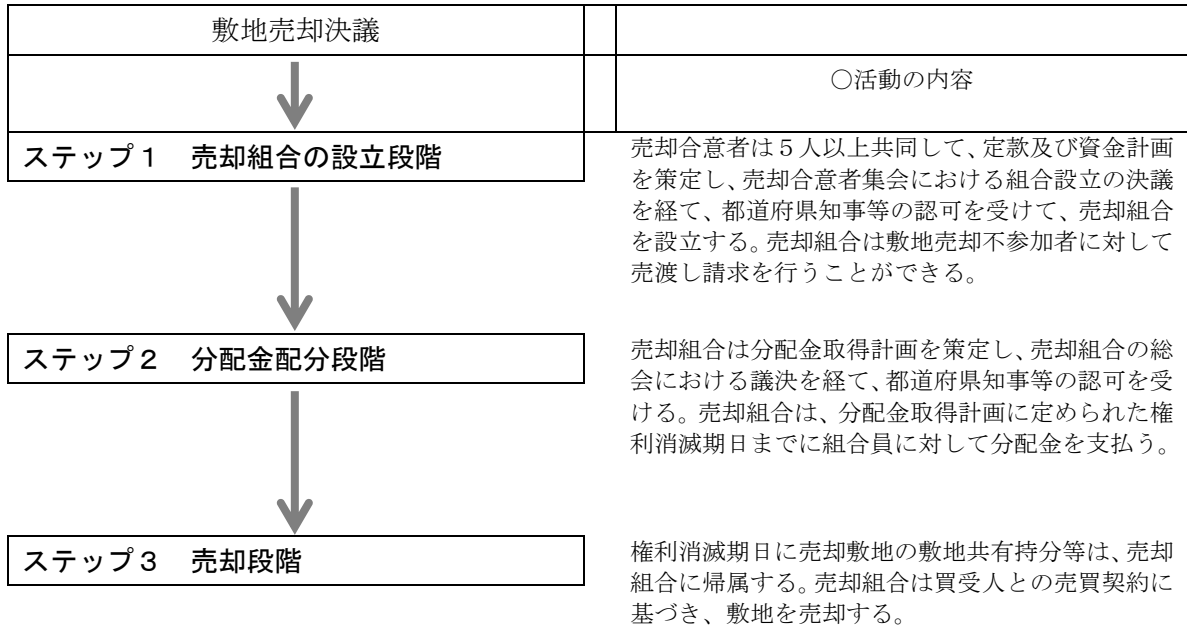 敷地売却決議
○活動の内容
ステップ１　売却組合の設立段階
売却合意者は５人以上共同して、定款及び資金計画
を策定し、売却合意者集会における組合設立の決議
を経て、都道府県知事等の認可を受けて、売却組合
を設立する。売却組合は敷地売却不参加者に対して
売渡し請求を行うことができる。
ステップ２　分配金配分段階
売却組合は分配金取得計画を策定し、売却組合の総
会における議決を経て、都道府県知事等の認可を受
ける。売却組合は、分配金取得計画に定められた権
利消滅期日までに組合員に対して分配金を支払う。
ステップ３　売却段階
権利消滅期日に売却敷地の敷地共有持分等は、売却
組合に帰属する。売却組合は買受人との売買契約に
基づき、敷地を売却する。